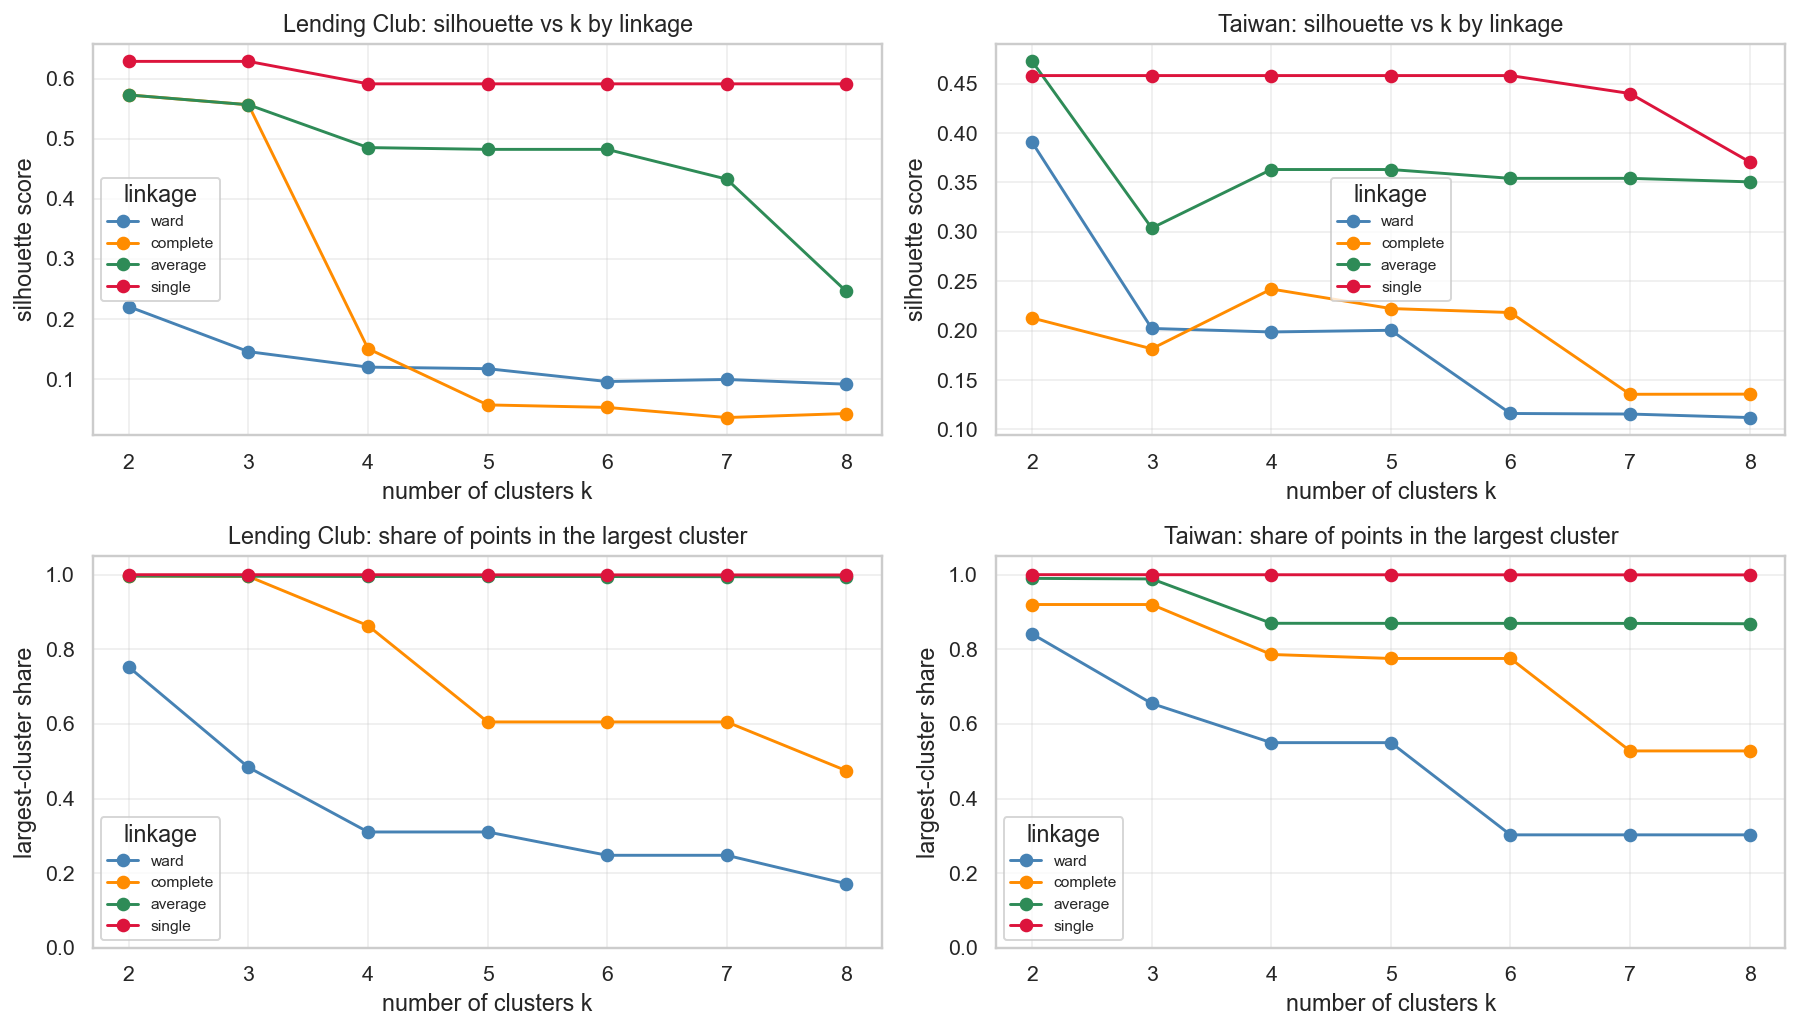 Lending Club: silhouette vs k by linkage
silhouette score
0.6
0.5
0.4
0.3
0.2
0.1
linkage
ward
complete
average
single
2 3 4 5 6 7 8
number of clusters k
Taiwan: silhouette vs k by linkage
silhouette score
0.45
0.40
0.35
0.30
0.25
0.20
0.15
0.10
linkage
ward
complete
average
single
2 3 4 5 6 7 8
number of clusters k
Lending Club: share of points in the largest cluster
largest-cluster share
1.0
0.8
0.6
0.4
0.2
0.0
linkage
ward
complete
average
single
2 3 4 5 6 7 8
number of clusters k
Taiwan: share of points in the largest cluster
largest-cluster share
1.0
0.8
0.6
0.4
0.2
0.0
linkage
ward
complete
average
single
2 3 4 5 6 7 8
number of clusters k